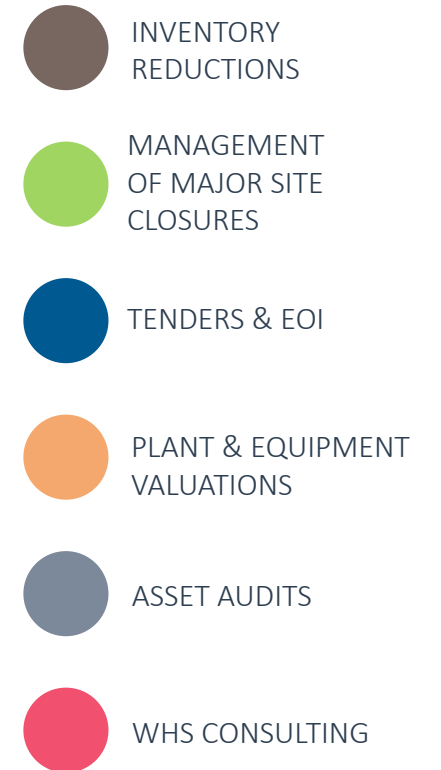 INVENTORY
REDUCTIONS
MANAGEMENT
OF MAJOR SITE
CLOSURES
TENDERS & EOI
PLANT & EQUIPMENT
VALUATIONS
ASSET AUDITS
WHS CONSULTING